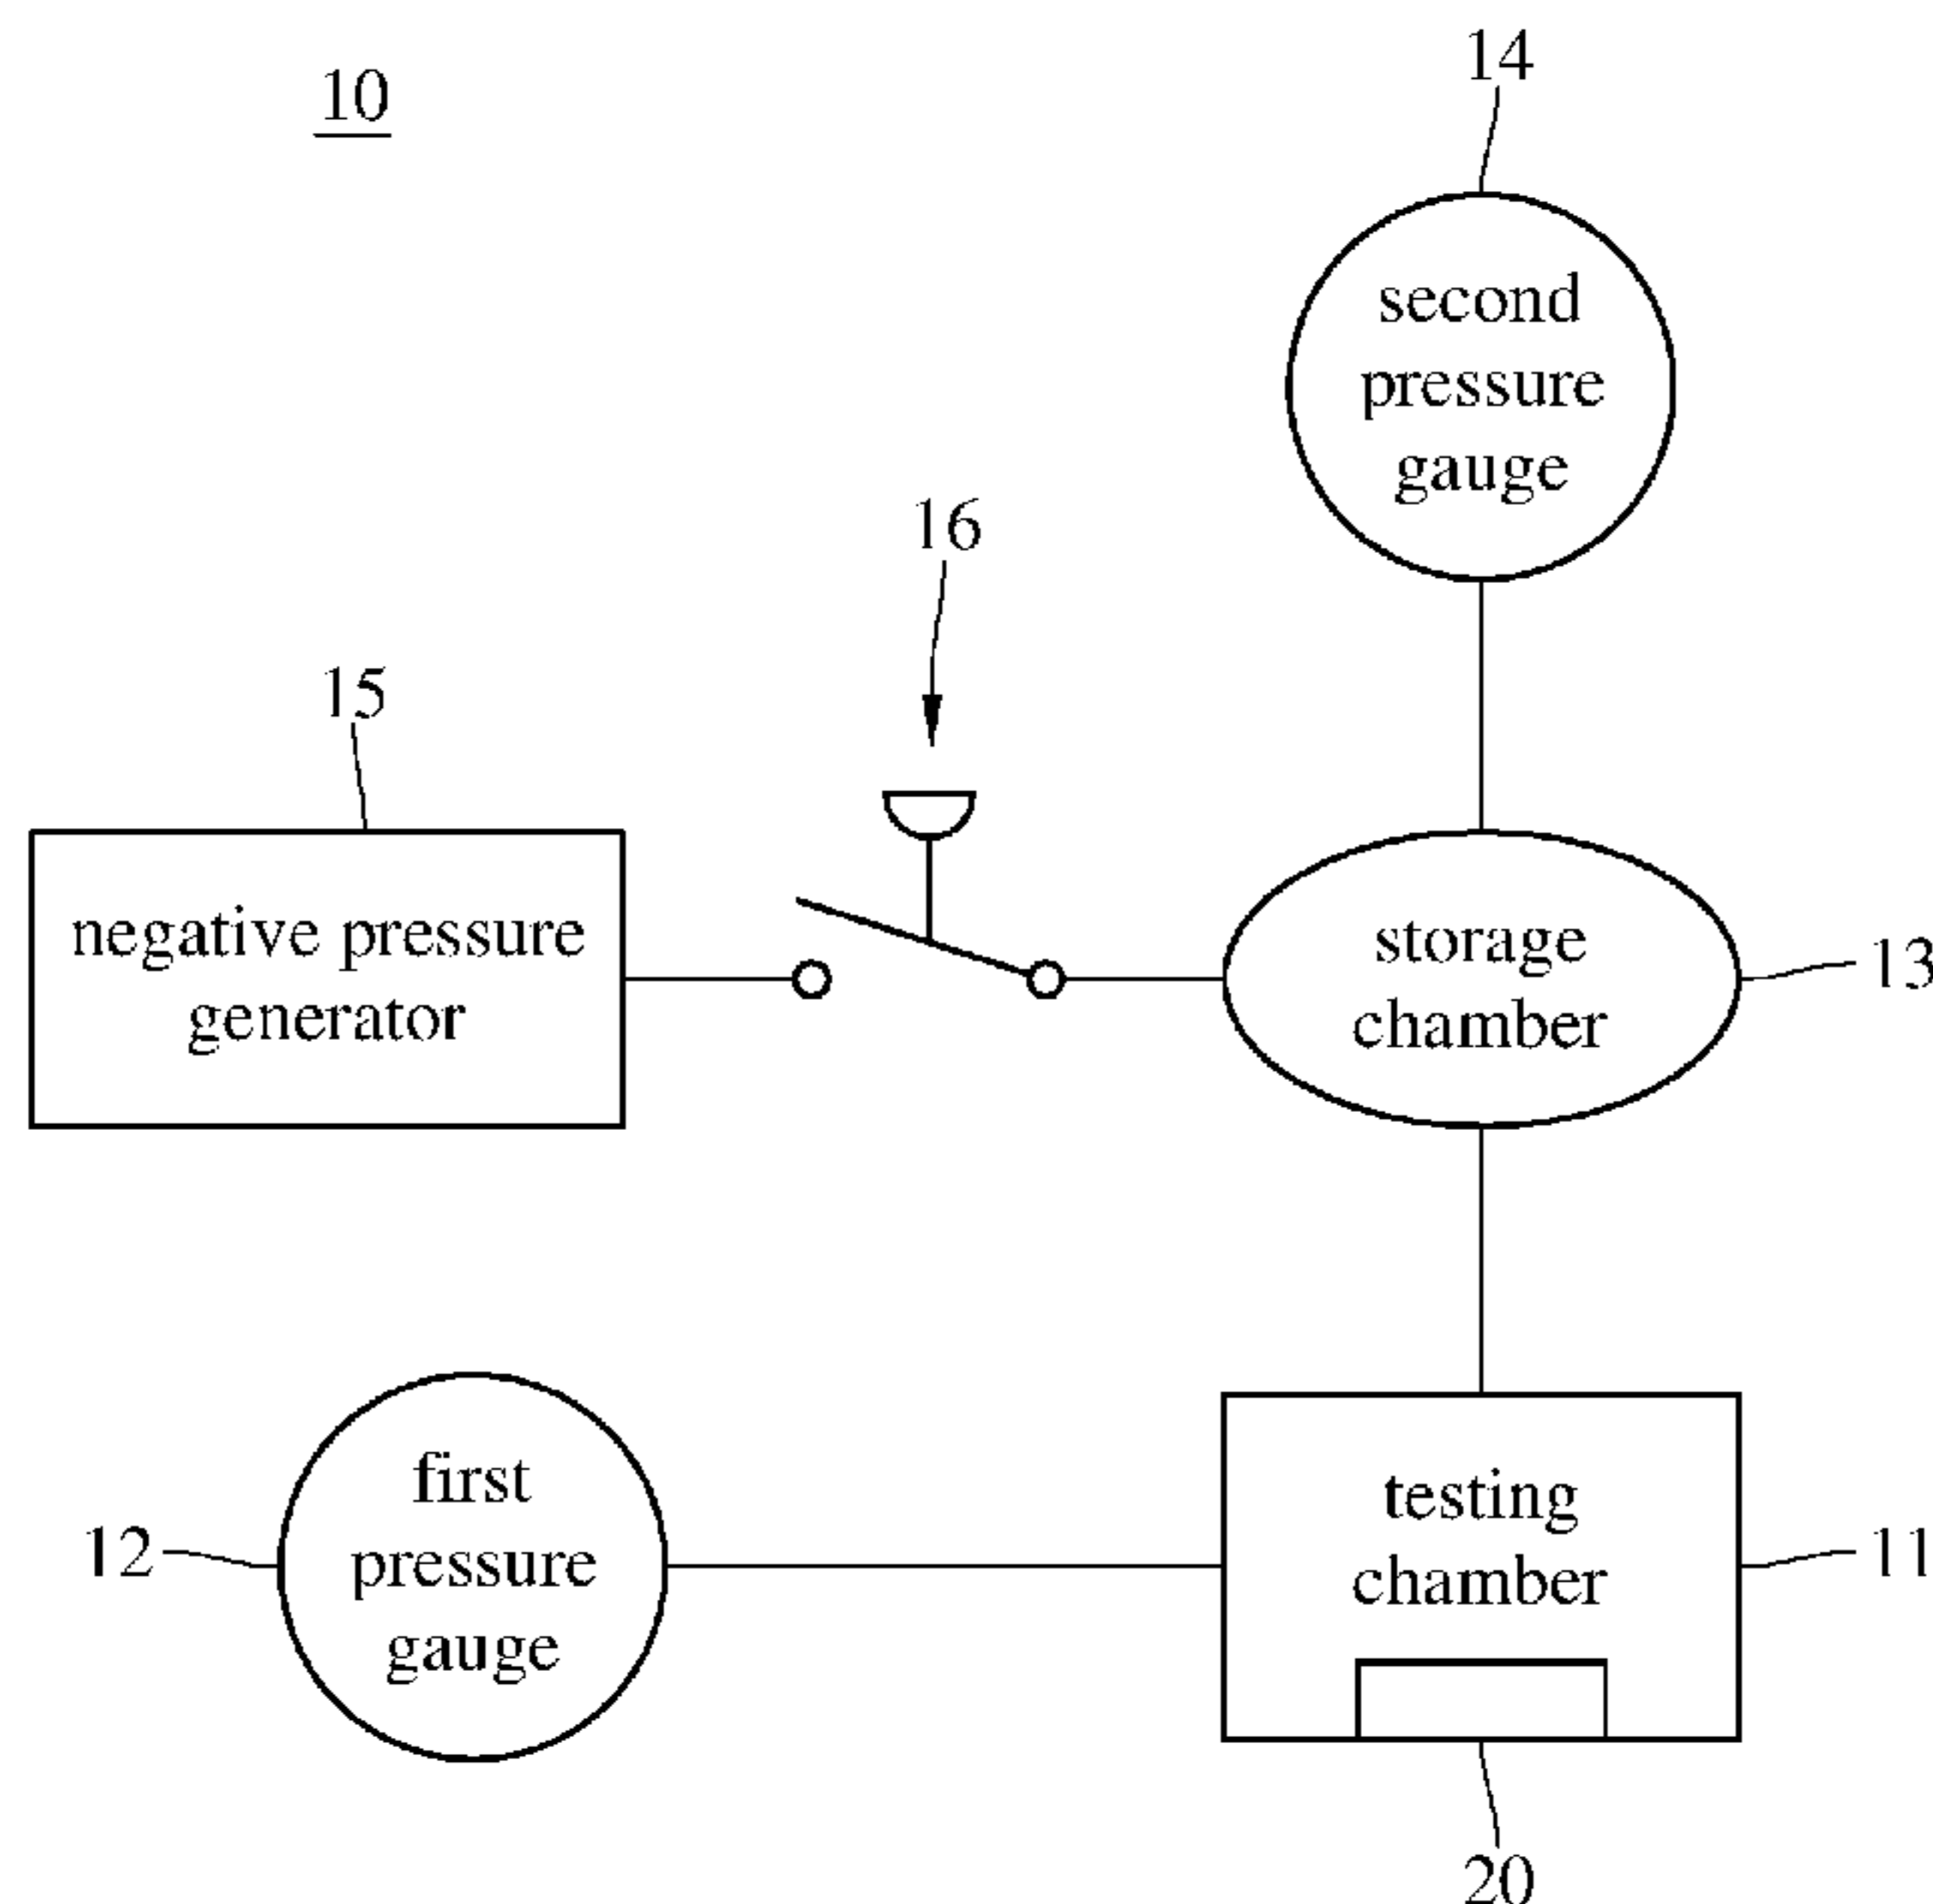 10
14
second
pressure
gauge
16
15
negative pressure
generator
storage
chamber
13
12
first
pressure
gauge
testing
chamber
11
20